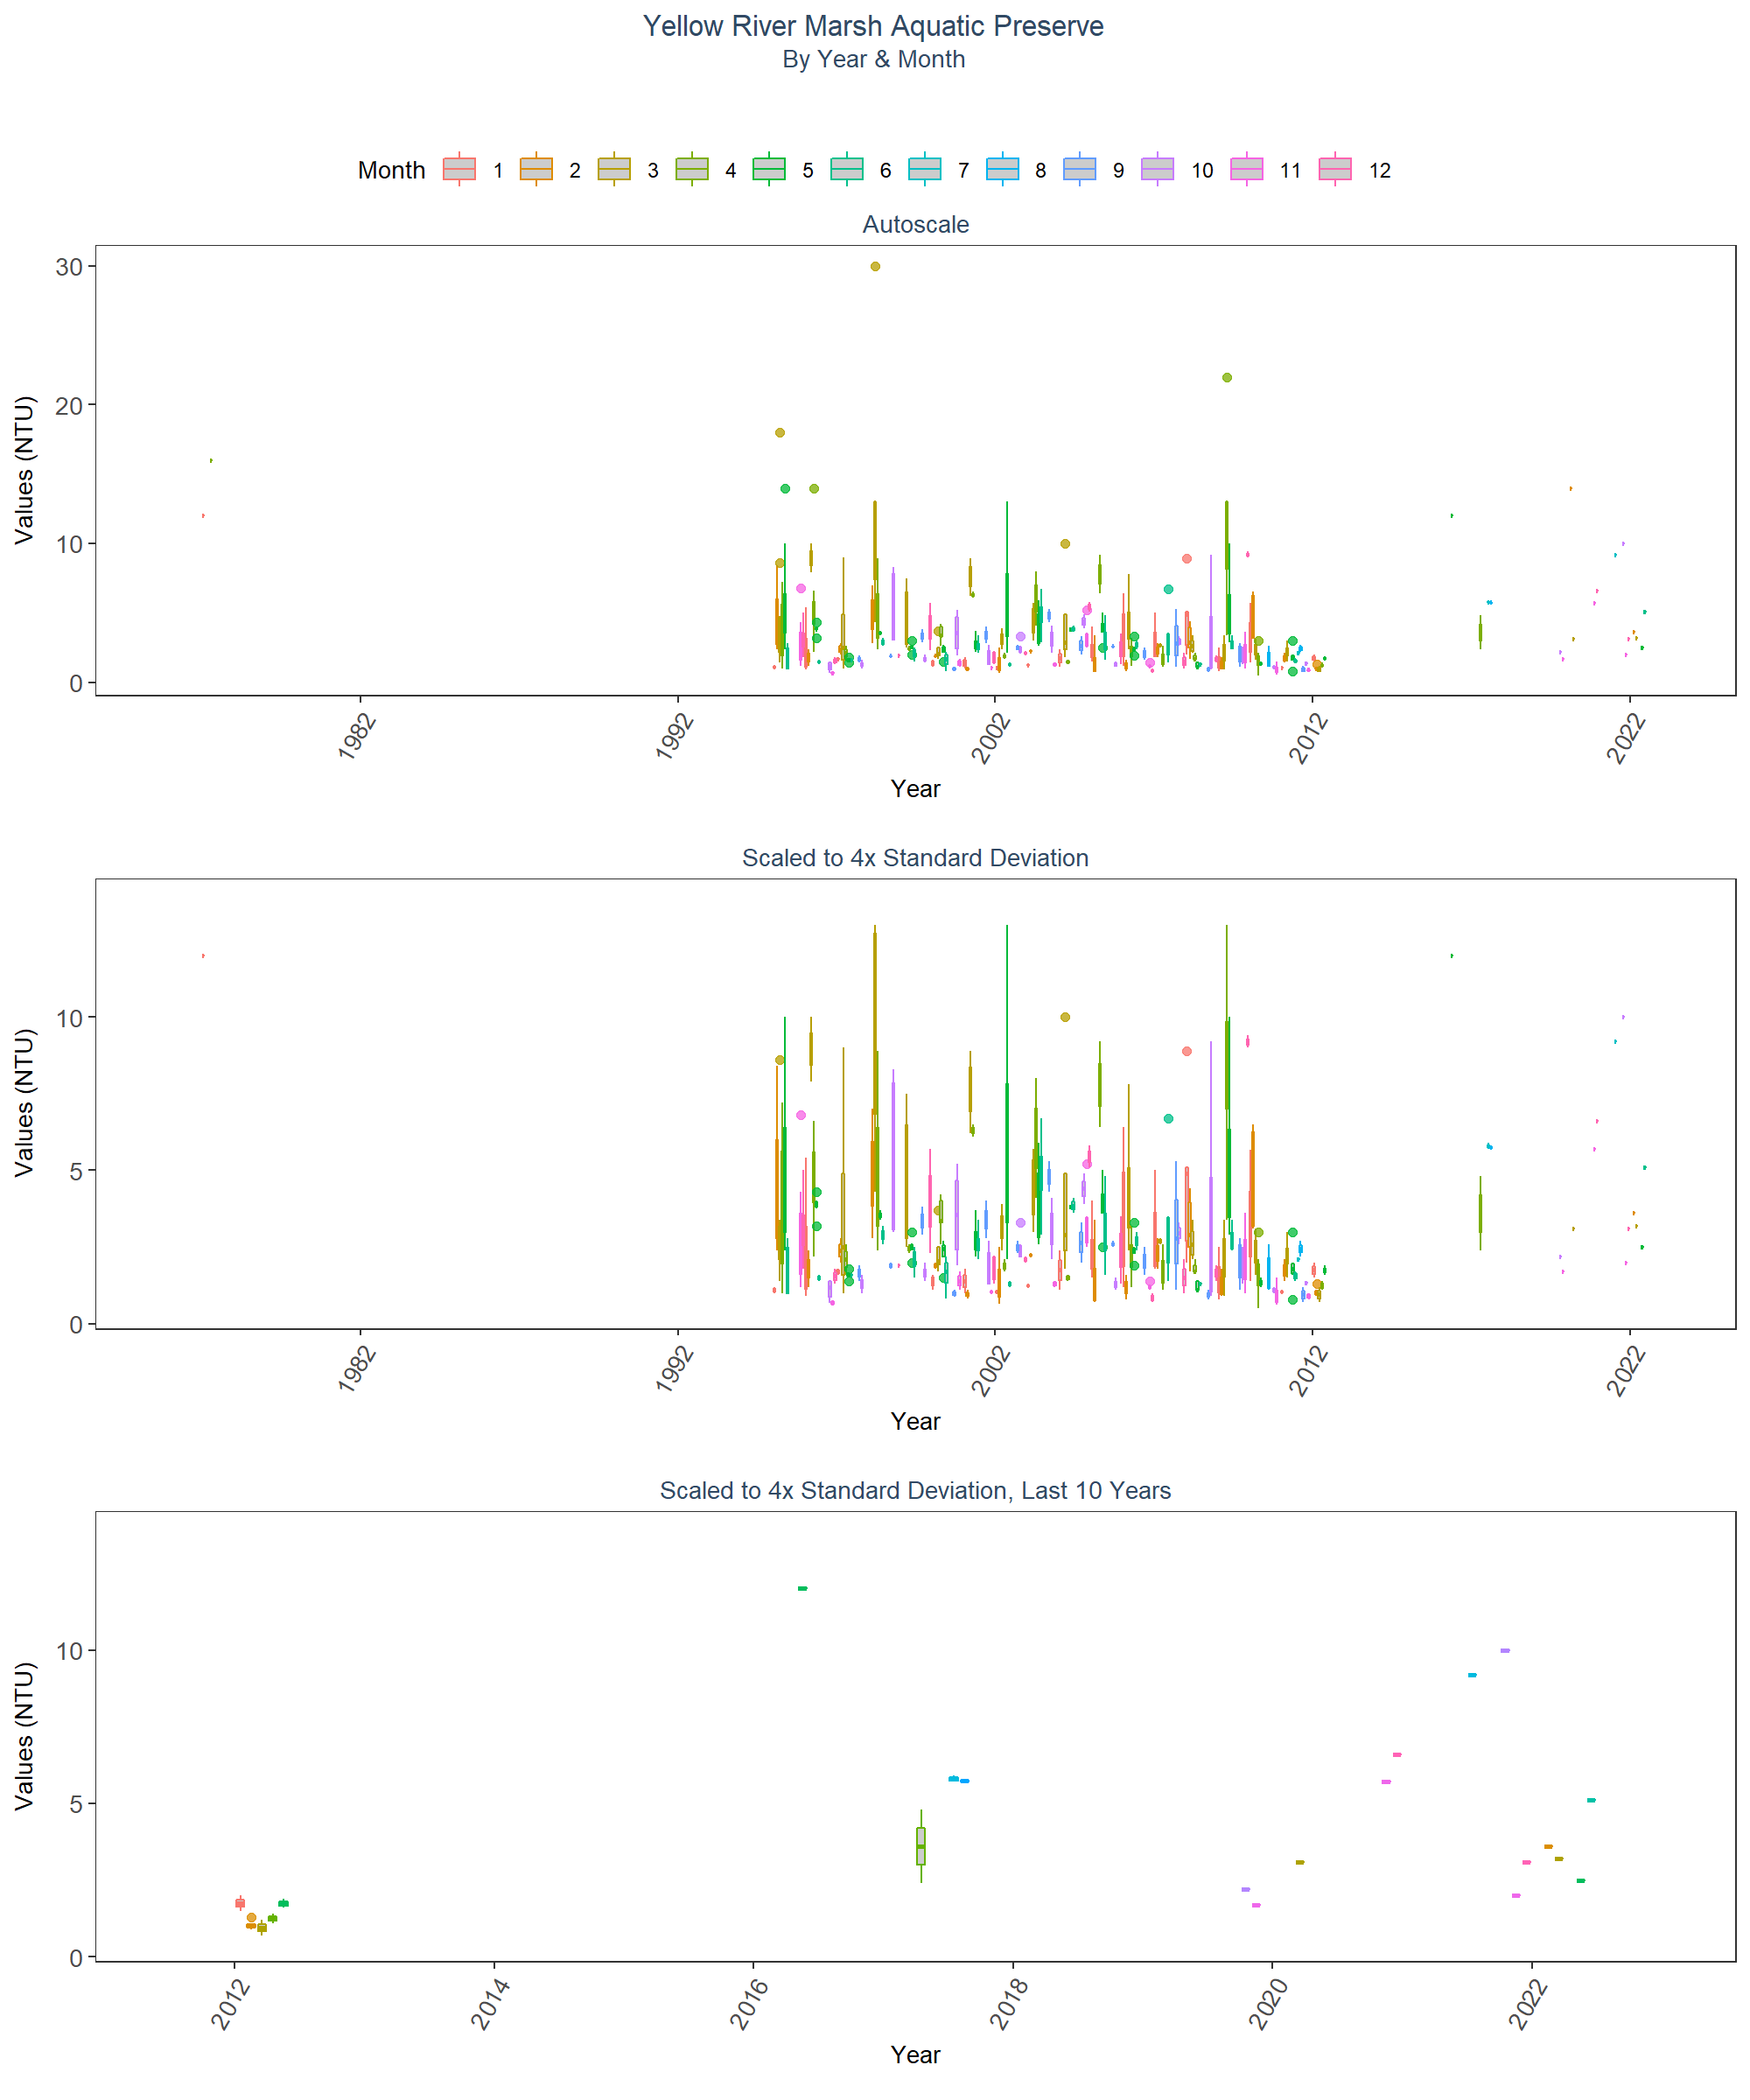 Yellow River Marsh Aquatic Preserve
By Year & Month
Month 1 2 3 4 5 6 7 8 9 10 11 12
Autoscale
Values (NTU)
30
20
10
0
1982 1992 2002 2012 2022
Year
Scaled to 4x Standard Deviation
Values (NTU)
10
5
0
1982 1992 2002 2012 2022
Year
Scaled to 4x Standard Deviation, Last 10 Years
Values (NTU)
10
5
0
2012 2014 2016 2018 2020 2022
Year